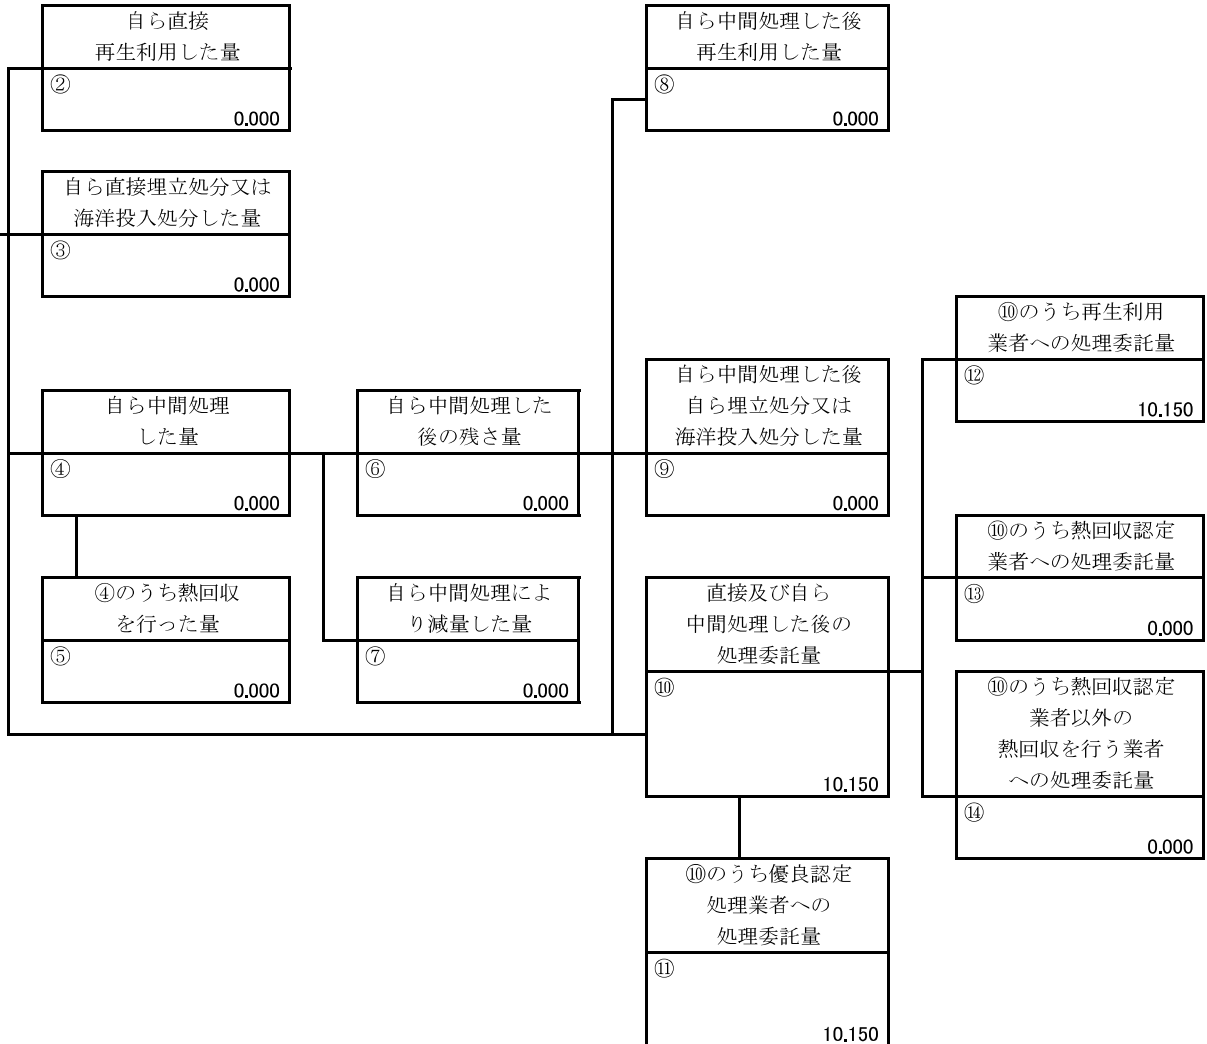 自ら直接
再生利用した量
②
0.000
自ら中間処理した後
再生利用した量
⑧
0.000
自ら直接埋立処分又は
海洋投入処分した量
③
0.000
⑩のうち再生利用
業者への処理委託量
⑫
10.150
自ら中間処理
した量
④
0.000
自ら中間処理した
後の残さ量
⑥
0.000
自ら中間処理した後
自ら埋立処分又は
海洋投入処分した量
⑨
0.000
⑩のうち熱回収認定
業者への処理委託量
⑬
0.000
④のうち熱回収
を行った量
⑤
0.000
自ら中間処理によ
り減量した量
⑦
0.000
直接及び自ら
中間処理した後の
処理委託量
⑩
10.150
⑩のうち熱回収認定
業者以外の
熱回収を行う業者
への処理委託量
⑭
0.000
⑩のうち優良認定
処理業者への
処理委託量
⑪
10.150